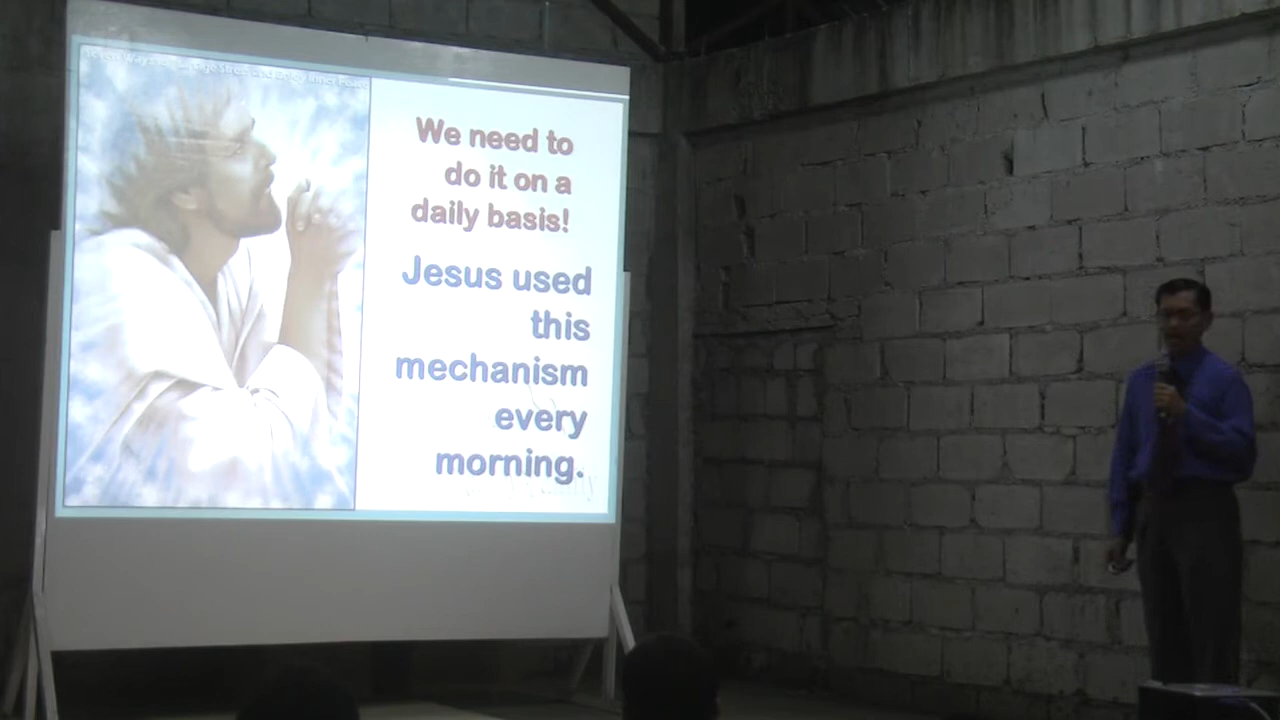 We need to
do it on a
daily basis!
Jesus used
this
mechanism
every
morning.